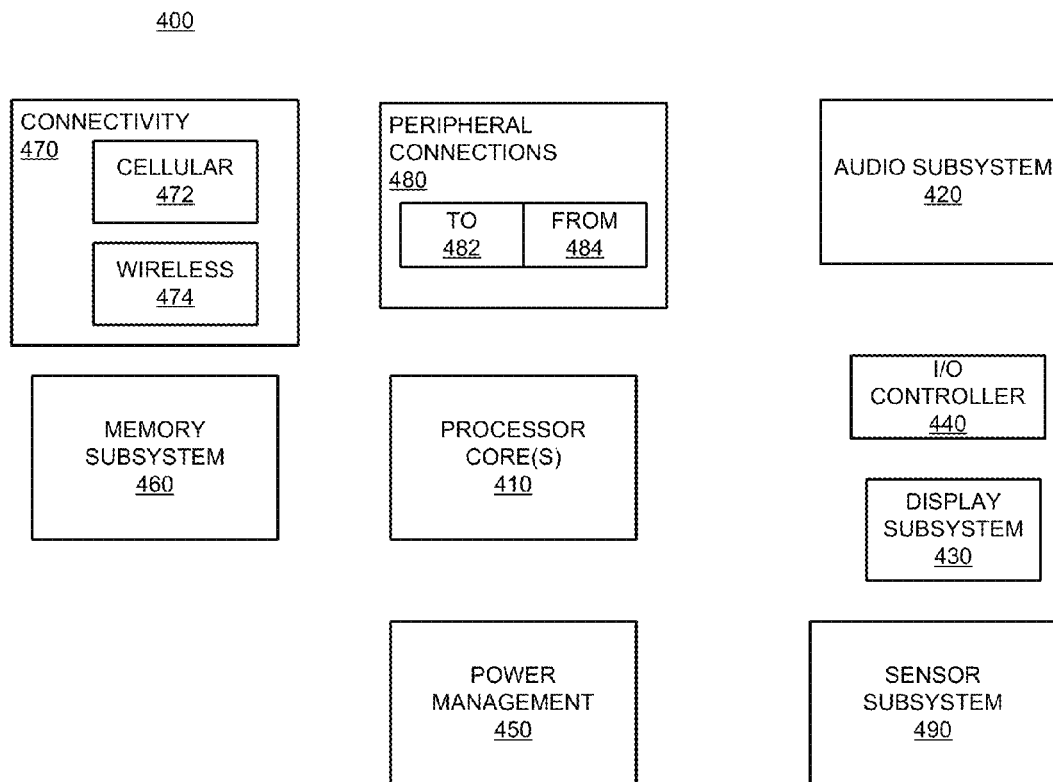 400
CONNECTIVITY
470
CELLULAR
472
WIRELESS
474
PERIPHERAL
CONNECTIONS
480
TO
482
FROM
484
AUDIO SUBSYSTEM
420
I/O
CONTROLLER
440
MEMORY
SUBSYSTEM
460
PROCESSOR
CORE(S)
410
DISPLAY
SUBSYSTEM
430
POWER
MANAGEMENT
450
SENSOR
SUBSYSTEM
490